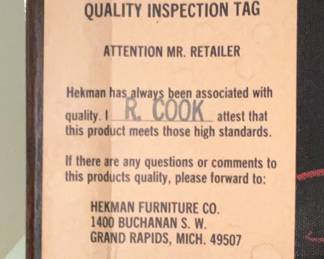 QUALITY INSPECTION TAG
ATTENTION MR. RETAILER
Hekman has always been associated with
quality. I R. COOK attest that
this product meets those high standards.
If there are any questions or comments to
this products quality, please forward to:
HEKMAN FURNITURE CO.
1400 BUCHANAN S. W.
GRAND RAPIDS, MICH. 49507